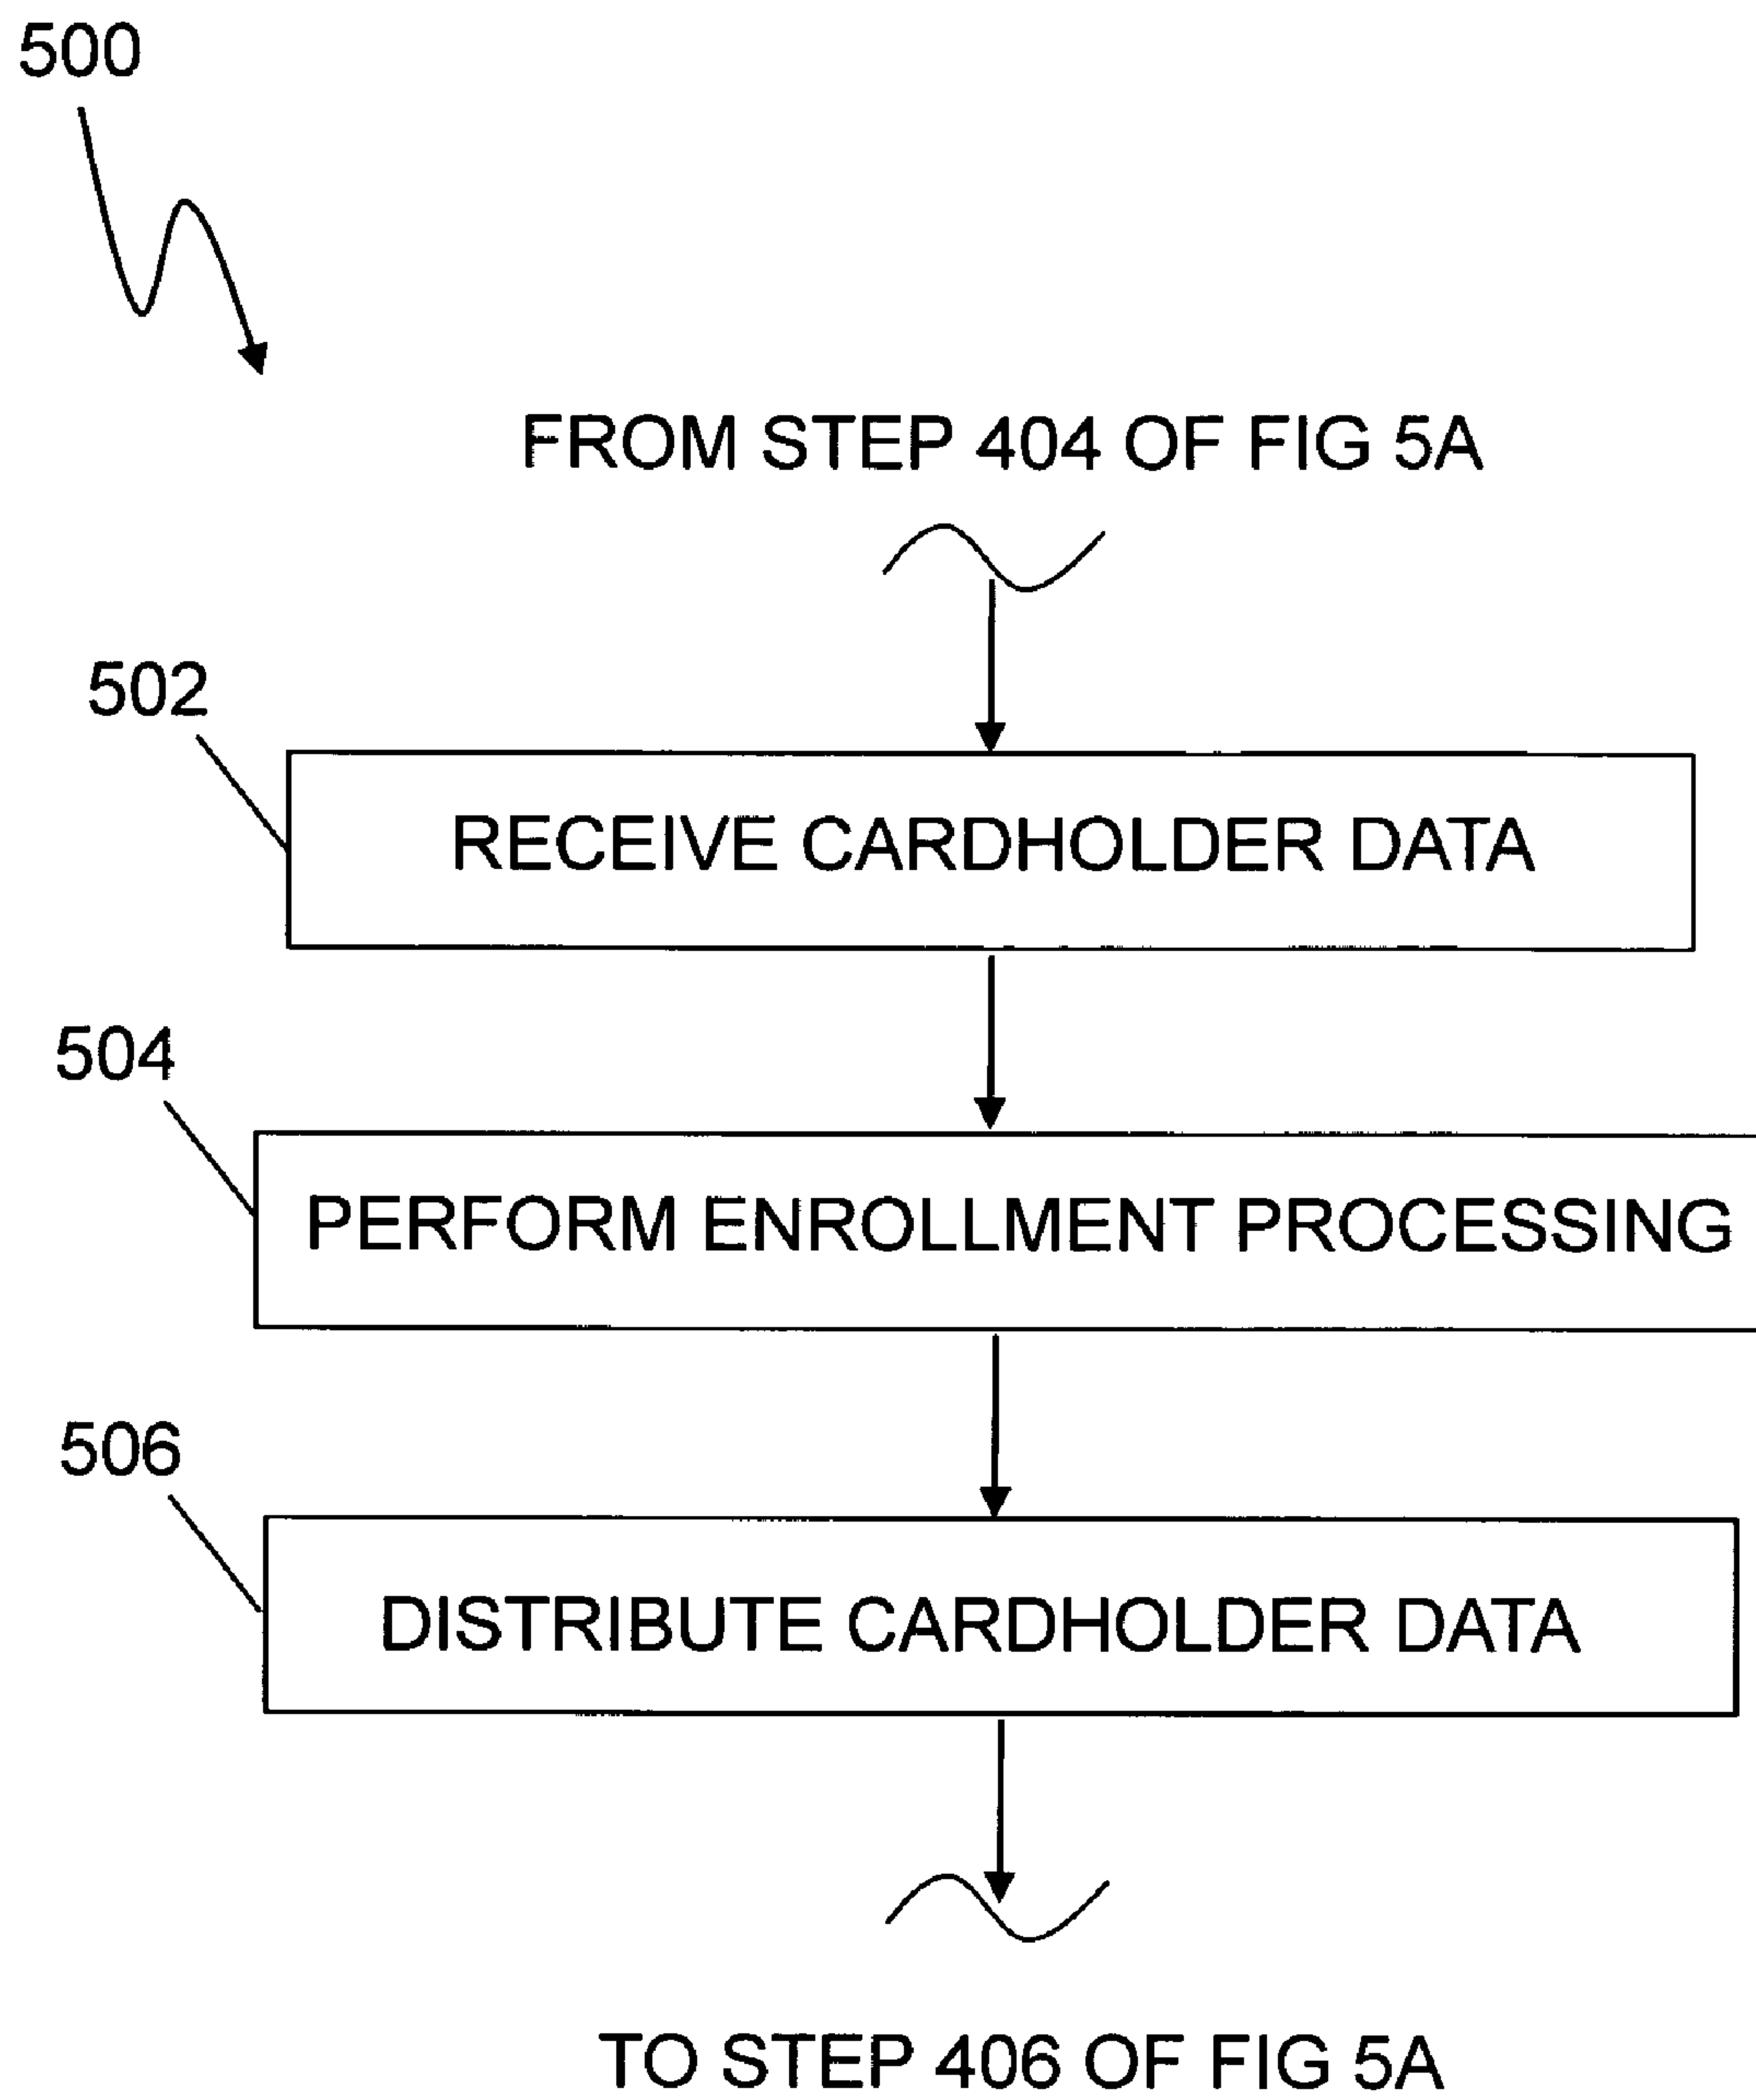 500
FROM STEP 404 OF FIG 5A
502
RECEIVE CARDHOLDER DATA
504
PERFORM ENROLLMENT PROCESSING
506
DISTRIBUTE CARDHOLDER DATA
TO STEP 406 OF FIG 5A